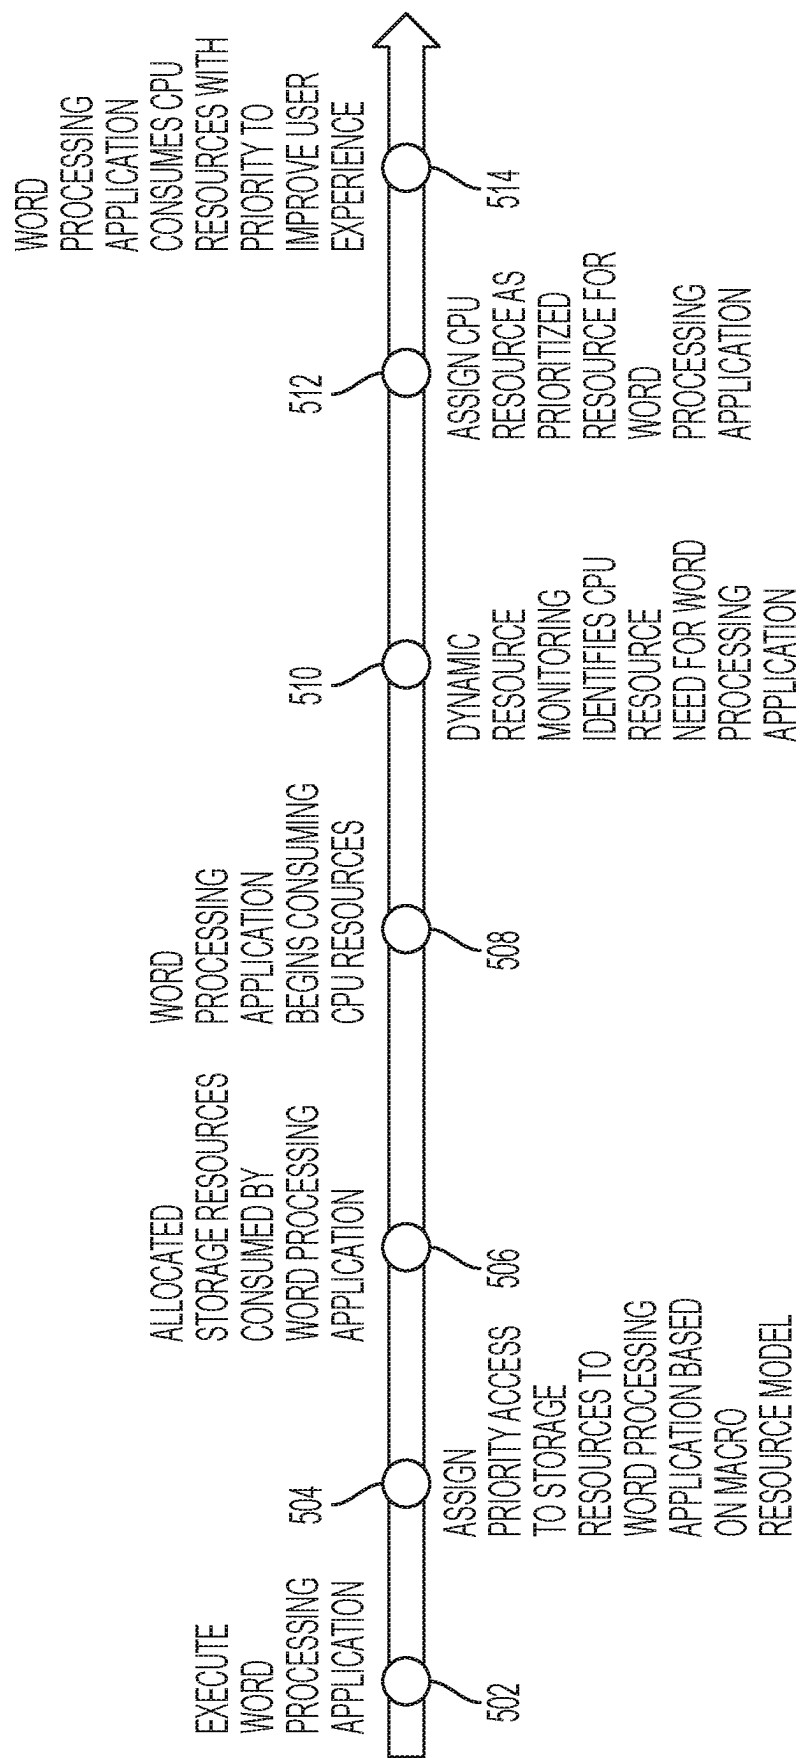 EXECUTE
WORD
PROCESSING
APPLICATION
502
504
ASSIGN
PRIORITY ACCESS
TO STORAGE
RESOURCES TO
WORD PROCESSING
APPLICATION BASED
ON MACRO
RESOURCE MODEL
ALLOCATED
STORAGE RESOURCES
CONSUMED BY
WORD PROCESSING
APPLICATION
506
WORD
PROCESSING
APPLICATION
BEGINS CONSUMING
CPU RESOURCES
508
510
DYNAMIC
RESOURCE
MONITORING
IDENTIFIES CPU
RESOURCE
NEED FOR WORD
PROCESSING
APPLICATION
512
ASSIGN CPU
RESOURCE AS
PRIORITIZED
RESOURCE FOR
WORD
PROCESSING
APPLICATION
WORD
PROCESSING
APPLICATION
CONSUMES CPU
RESOURCES WITH
PRIORITY TO
IMPROVE USER
EXPERIENCE
514